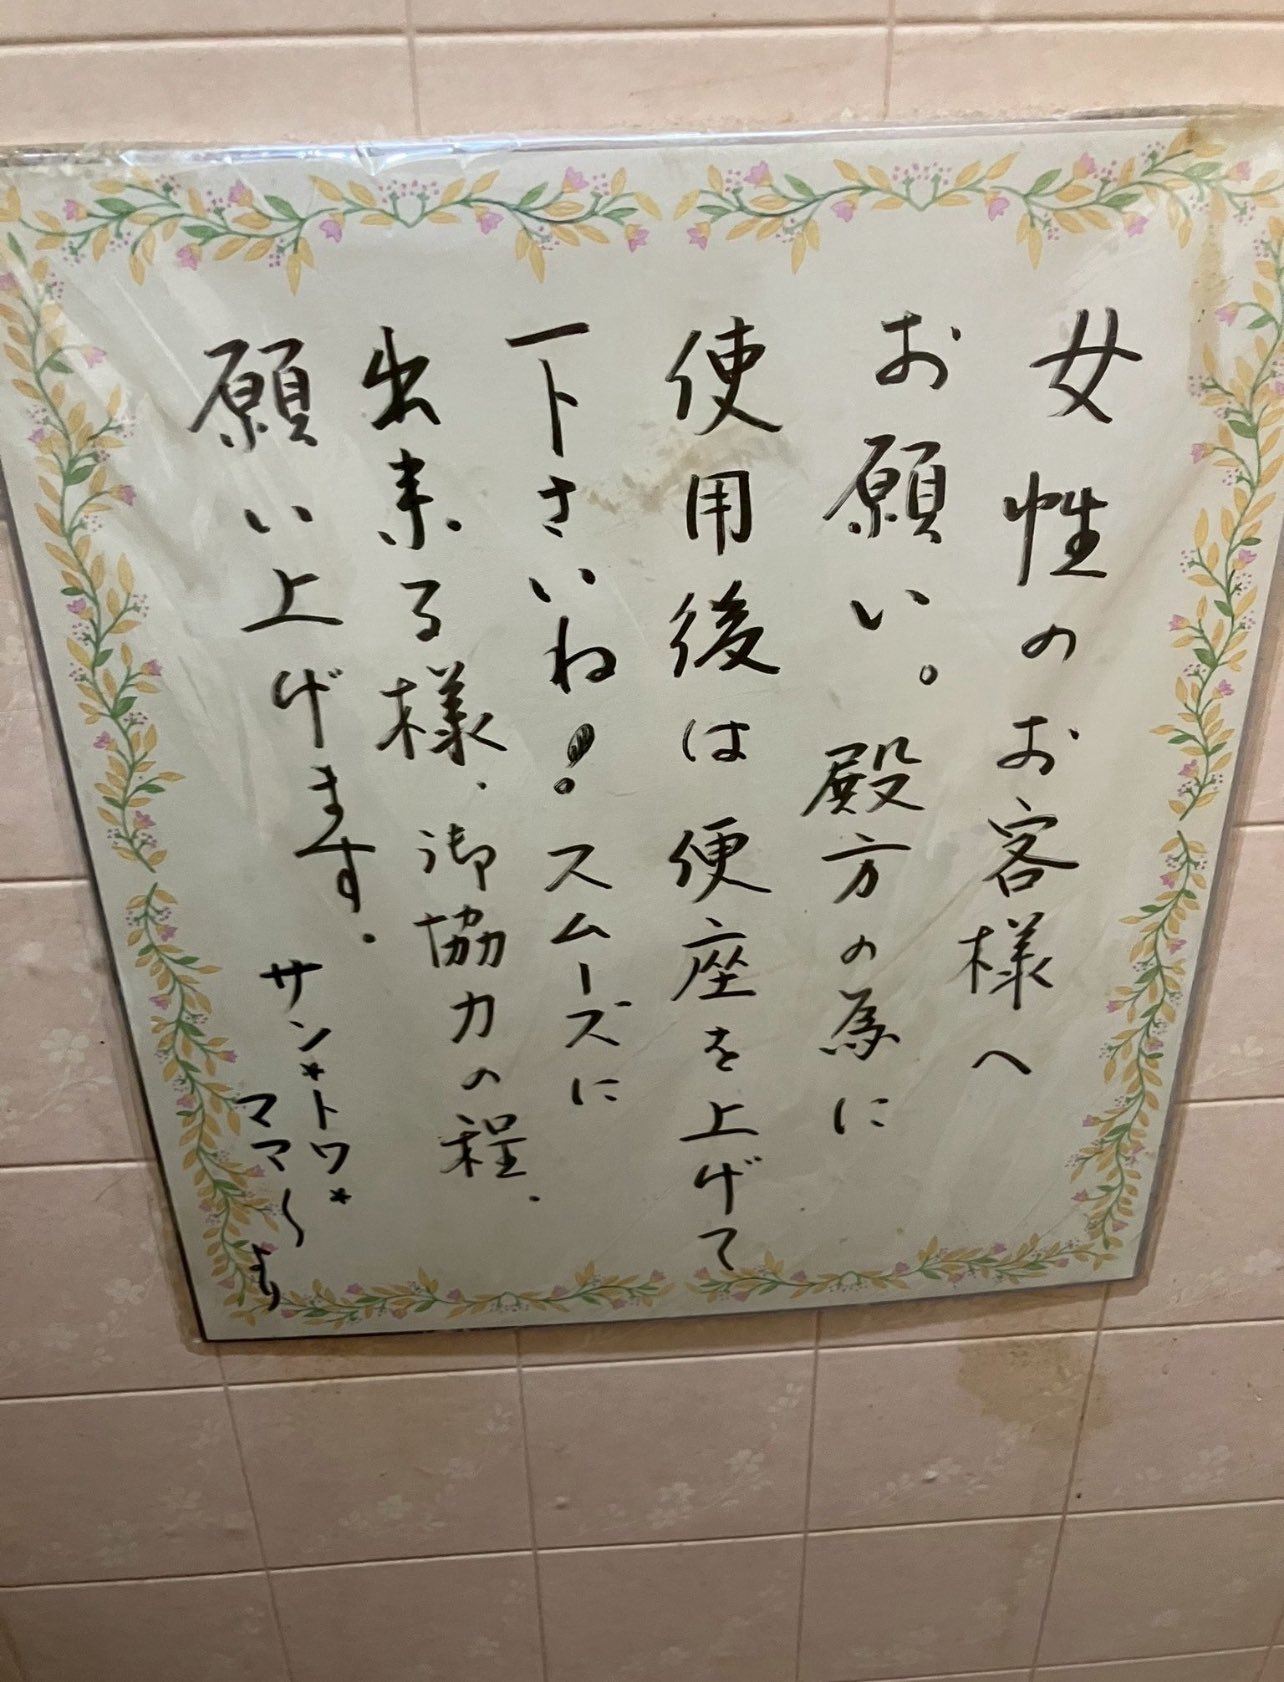 女性のお客様へ
お願い。殿方の為に
使用後は便座を上げて
下さいね!スムーズに
出来る様、御協力の程、
願い上げます。
サン*トワ*
ママ〜より